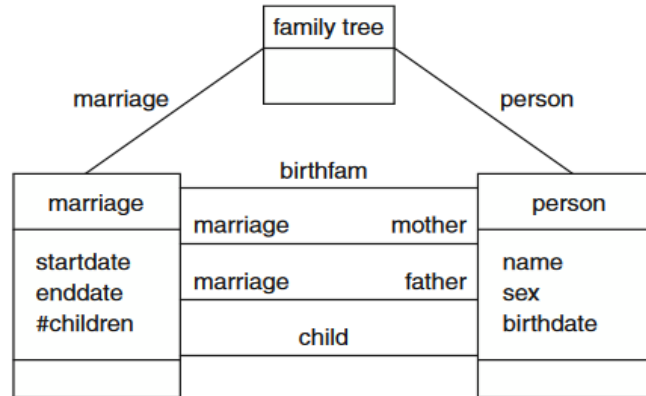 family tree
marriage
person
birthfam
marriage
person
marriage
mother
startdate
name
marriage
father
enddate
sex
#children
birthdate
child